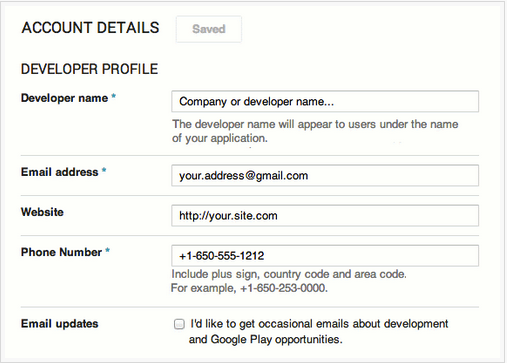 ACCOUNT DETAILS Saved
DEVELOPER PROFILE
Developer name * Company or developer name...
The developer name will appear to users under the name
of your application.
Email address * your.address@gmail.com
Website http://your.site.com
Phone Number * +1-650-555-1212
Include plus sign, country code and area code.
For example, +1-650-253-0000.
Email updates I'd like to get occasional emails about development
and Google Play opportunities.